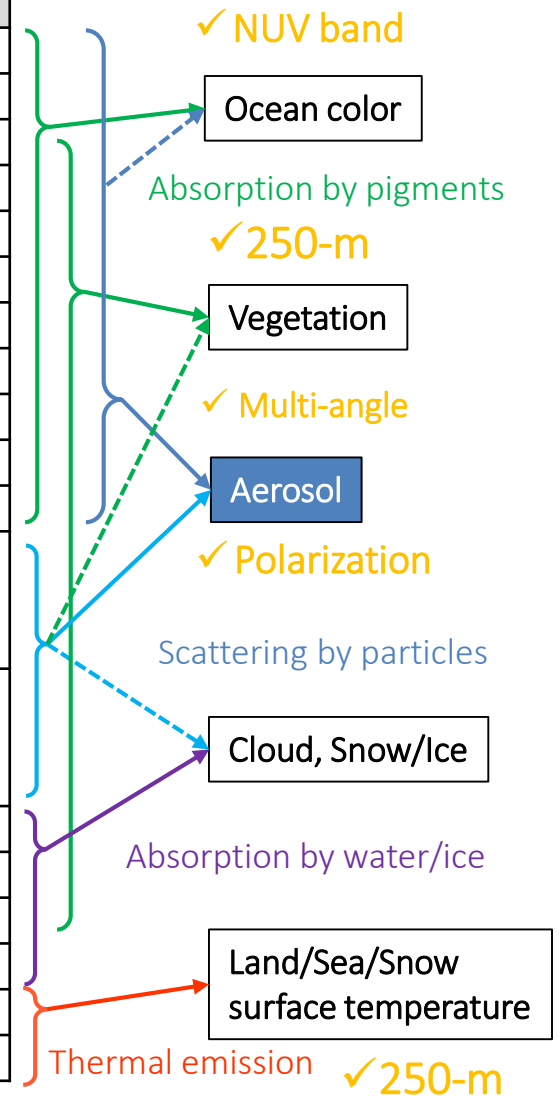 ✓ NUV band
Ocean color
Absorption by pigments
✓ 250-m
Vegetation
✓ Multi-angle
Aerosol
✓ Polarization
Scattering by particles
Cloud, Snow/Ice
Absorption by water/ice
Land/Sea/Snow
surface temperature
Thermal emission
✓ 250-m